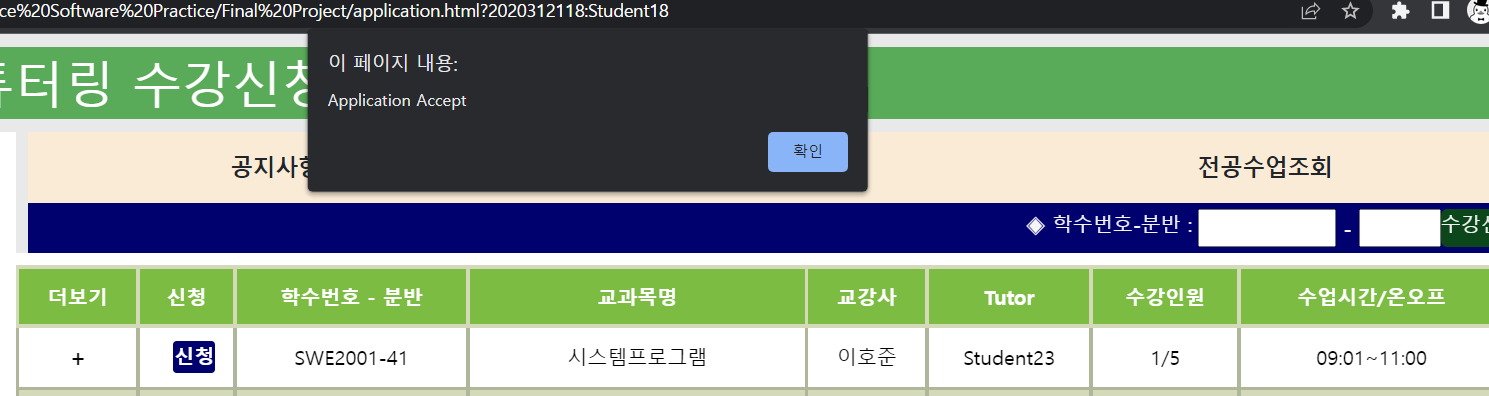 ce%20Software%20Practice/Final%20Project/application.html?2020312118:Student18
이 페이지 내용:
Application Accept
확인
튜터링 수강신청
공지사항
전공수업조회
◈ 학수번호-분반 : -
더보기 신청 학수번호 - 분반 교과목명 교강사 Tutor 수강인원 수업시간/온오프
+ 신청 SWE2001-41 시스템프로그램 이호준 Student23 1/5 09:01~11:00